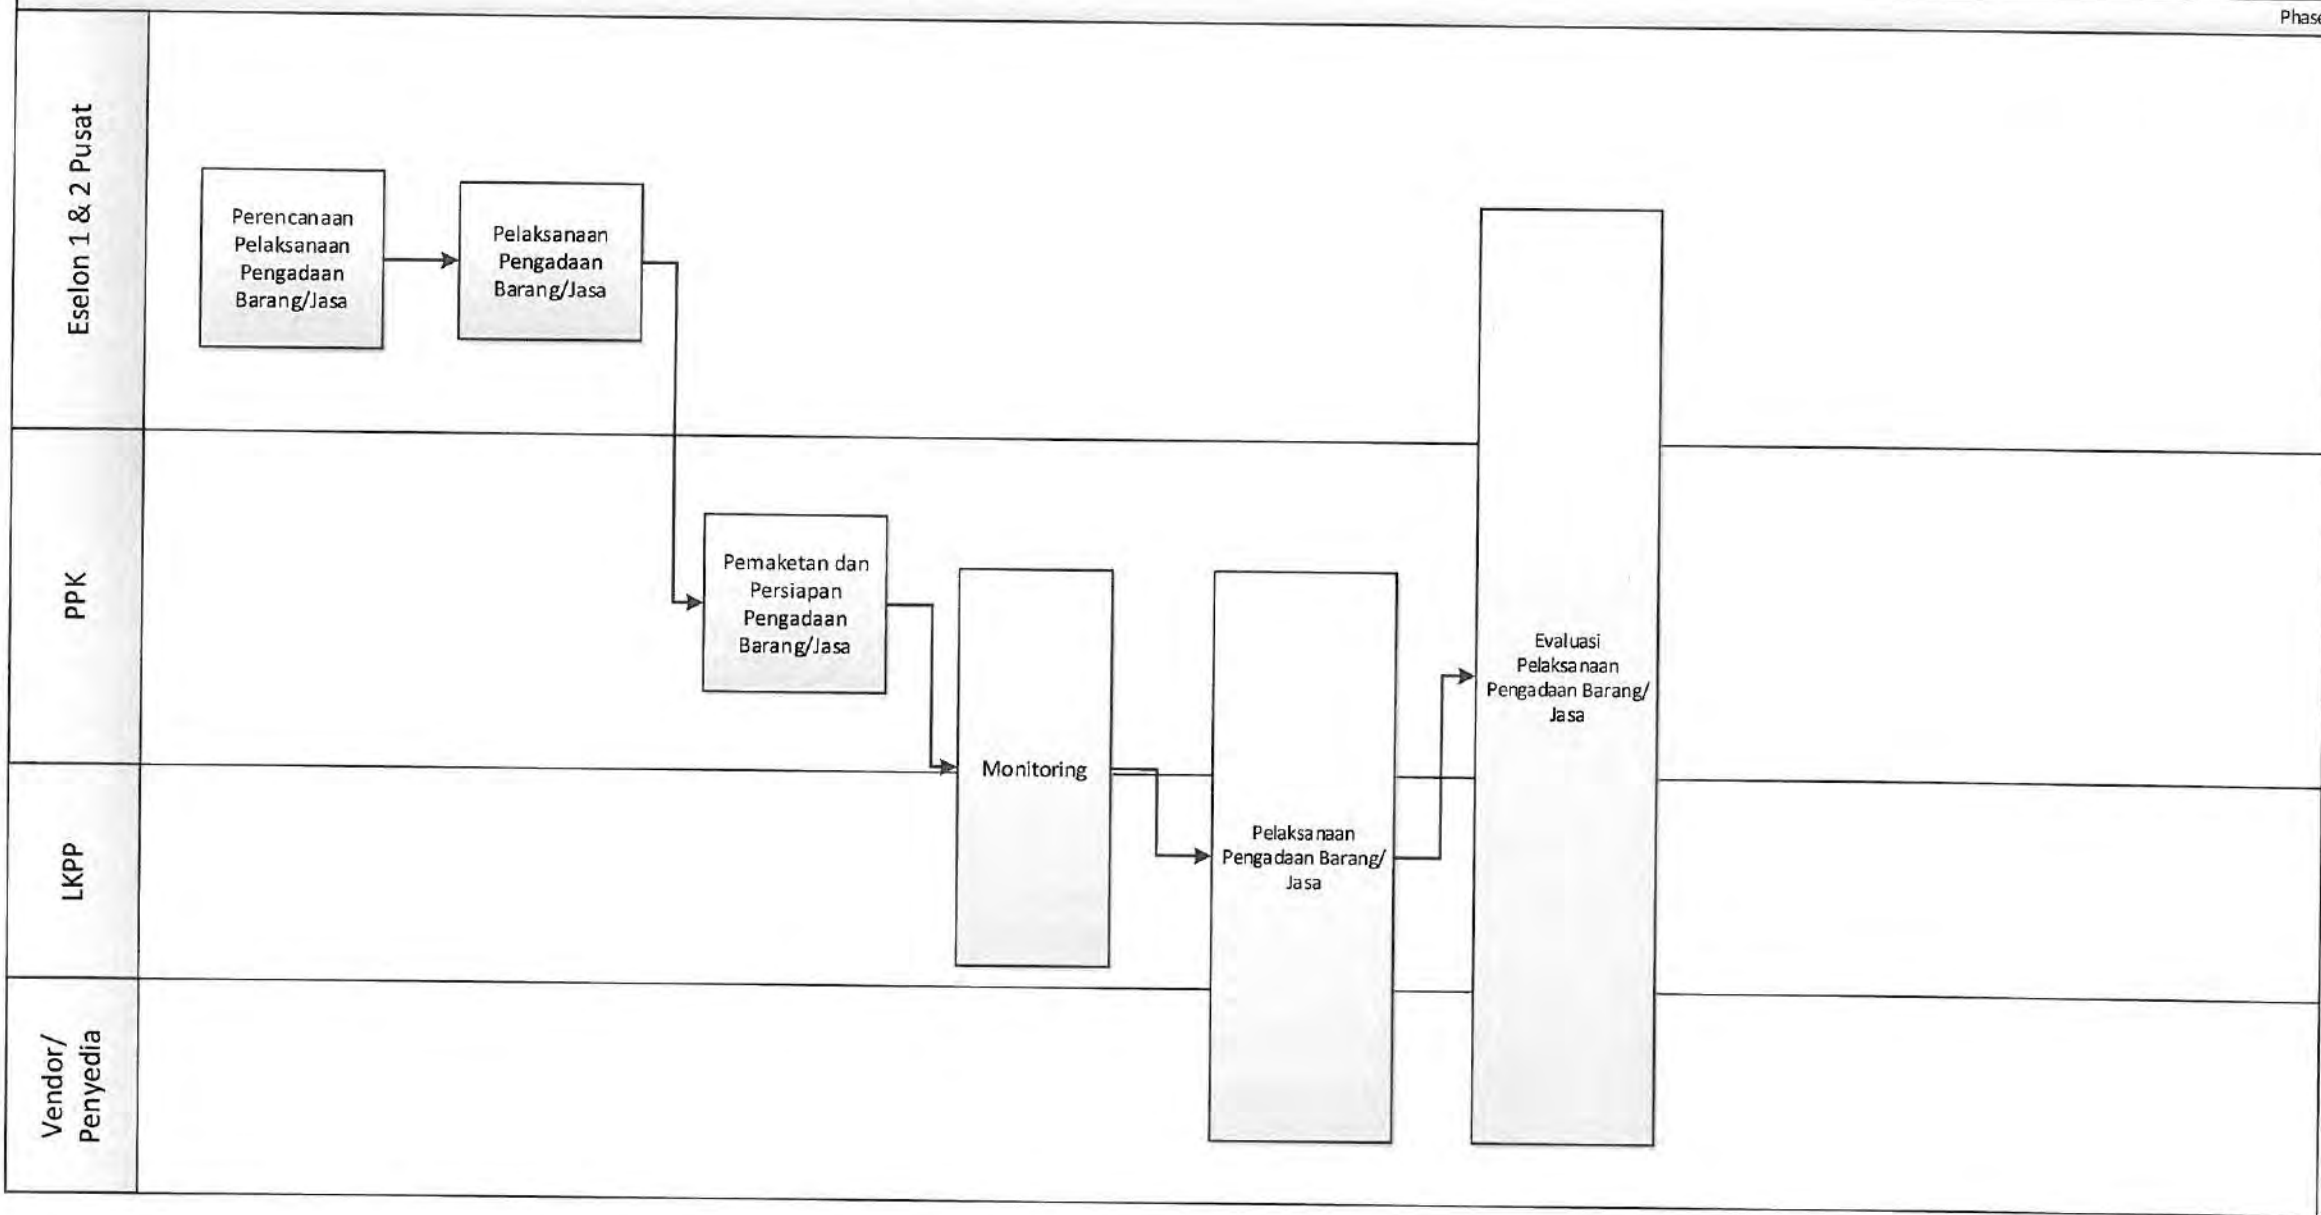 Phase
Eselon 1 & 2 Pusat
Perencanaan
Pelaksanaan
Pengadaan
Barang/Jasa
Pelaksanaan
Pengadaan
Barang/Jasa
PPK
Pemaketan dan
Persiapan
Pengadaan
Barang/Jasa
Monitoring
Pelaksanaan
Pengadaan Barang/
Jasa
Evaluasi
Pelaksanaan
Pengadaan Barang/
Jasa
LKPP
Vendor/
Penyedia